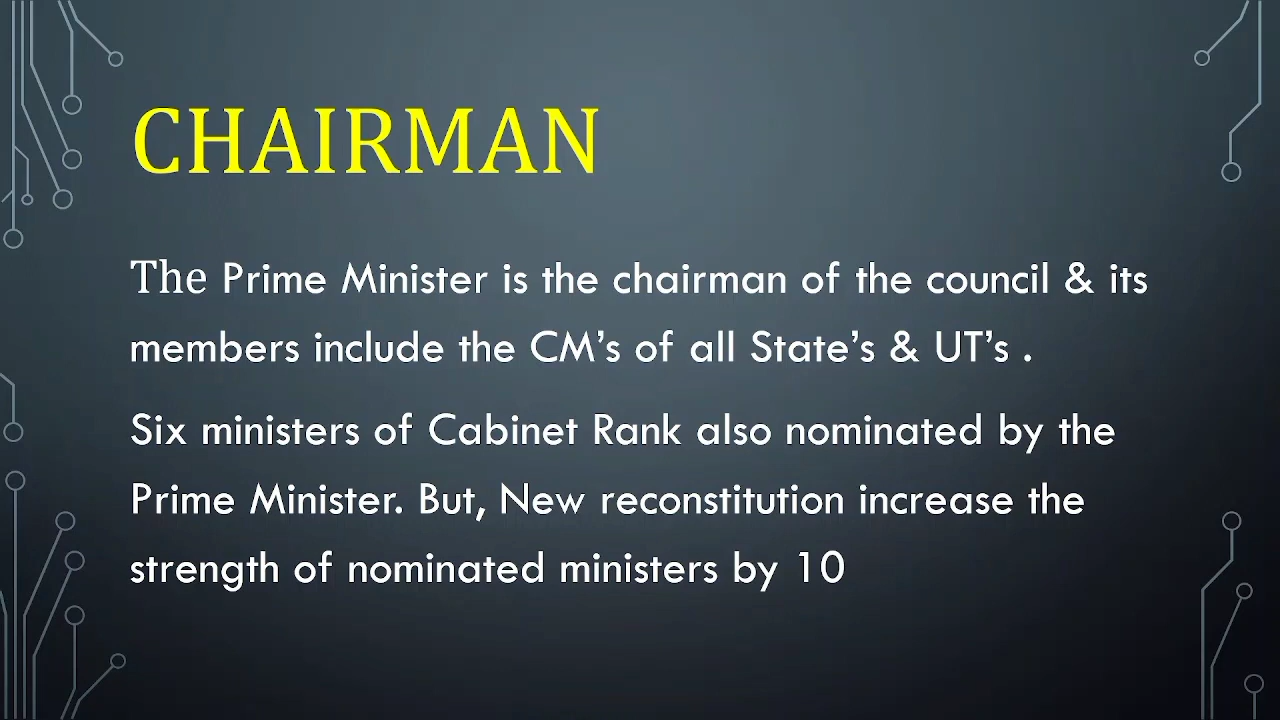 CHAIRMAN
The Prime Minister is the chairman of the council & its
members include the CM’s of all State’s & UT’s .
Six ministers of Cabinet Rank also nominated by the
Prime Minister. But, New reconstitution increase the
strength of nominated ministers by 10